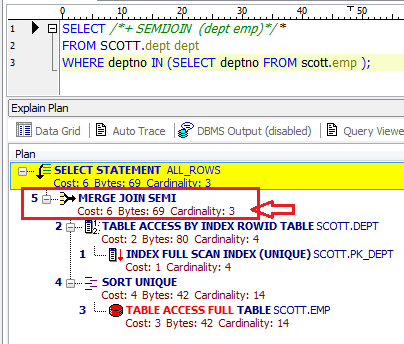 0 10 20 30 40 50
1 SELECT /*+ SEMIJOIN (dept emp)*/ *
2 FROM SCOTT.dept dept
3 WHERE deptno IN (SELECT deptno FROM scott.emp );
Explain Plan
Data Grid Auto Trace DBMS Output (disabled) Query Viewe
Plan
SELECT STATEMENT ALL_ROWS
Cost: 6 Bytes: 69 Cardinality: 3
5 MERGE JOIN SEMI
Cost: 6 Bytes: 69 Cardinality: 3
2 TABLE ACCESS BY INDEX ROWID TABLE SCOTT.DEPT
Cost: 2 Bytes: 80 Cardinality: 4
1 INDEX FULL SCAN INDEX (UNIQUE) SCOTT.PK_DEPT
Cost: 1 Cardinality: 4
4 SORT UNIQUE
Cost: 4 Bytes: 42 Cardinality: 14
3 TABLE ACCESS FULL TABLE SCOTT.EMP
Cost: 3 Bytes: 42 Cardinality: 14